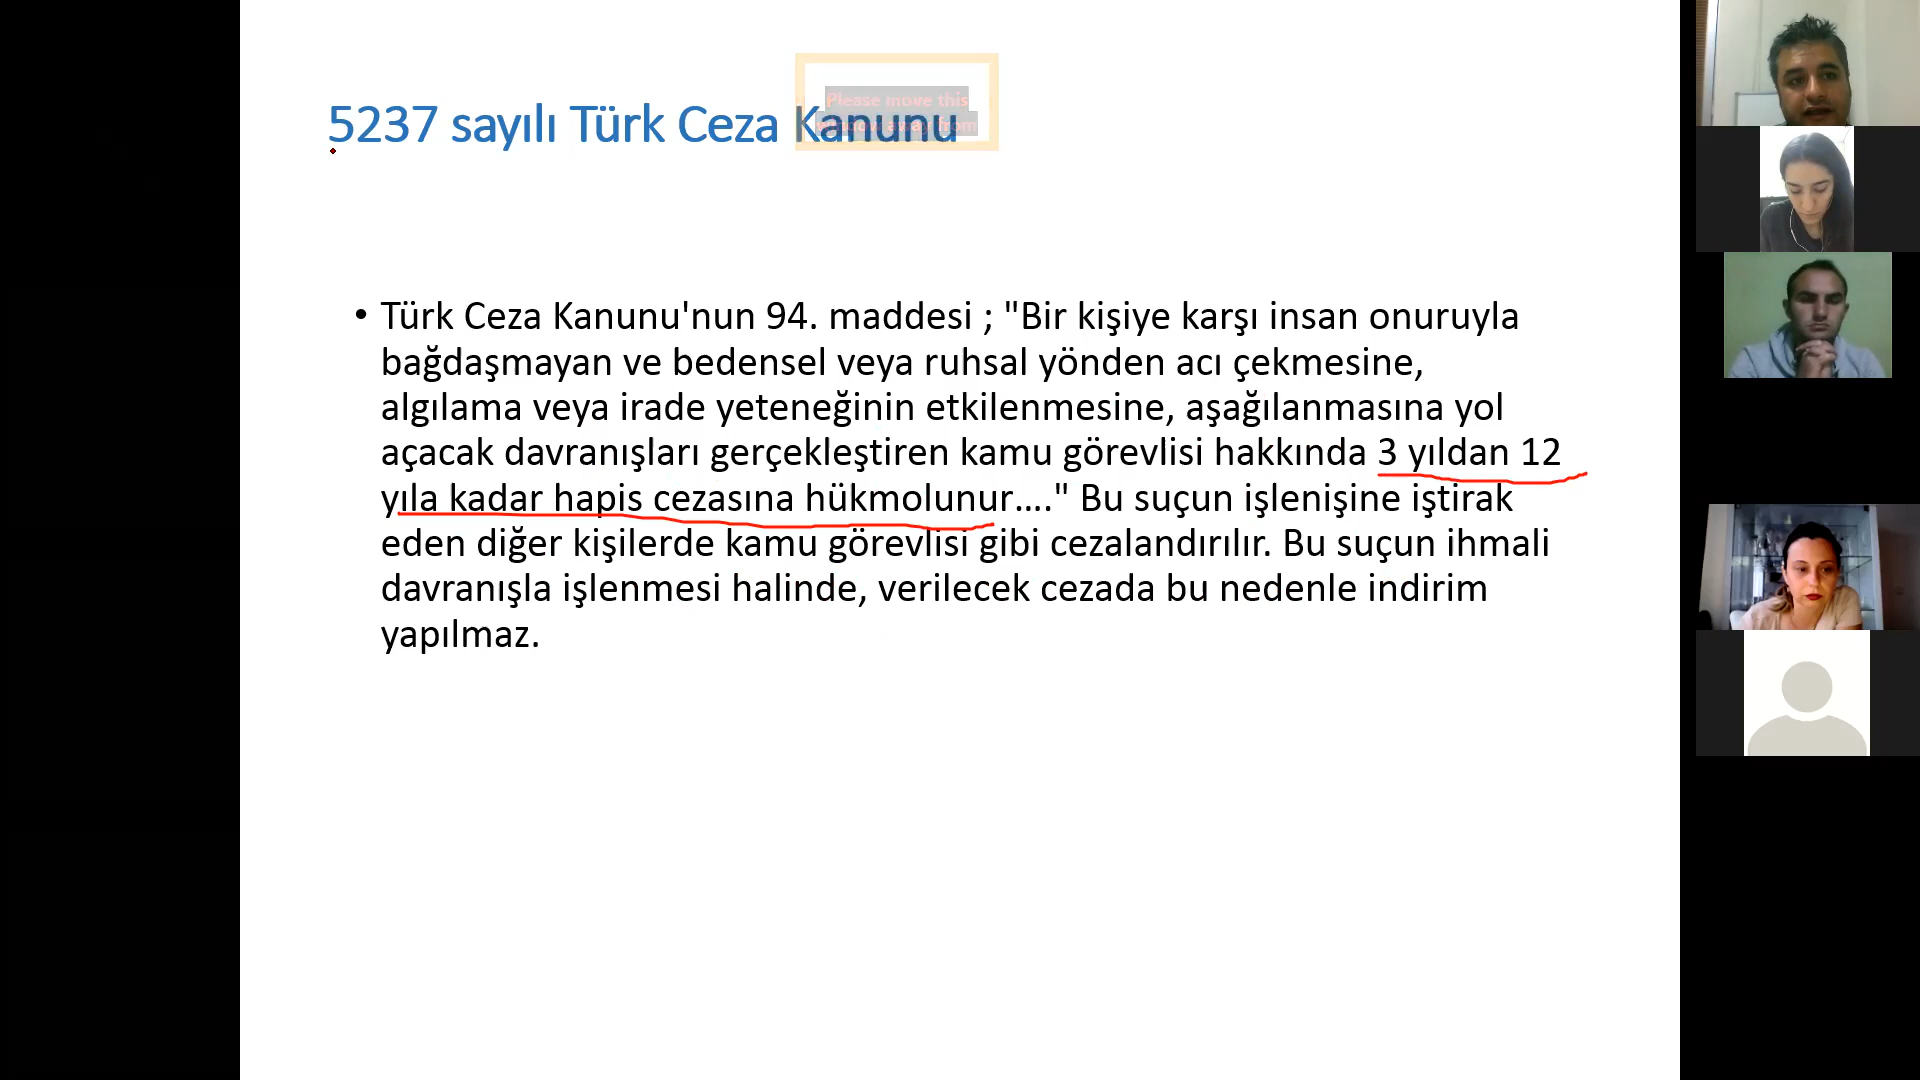 Please move this
window away from
5237 sayılı Türk Ceza Kanunu
• Türk Ceza Kanunu'nun 94. maddesi ; "Bir kişiye karşı insan onuruyla
bağdaşmayan ve bedensel veya ruhsal yönden acı çekmesine,
algılama veya irade yeteneğinin etkilenmesine, aşağılanmasına yol
açacak davranışları gerçekleştiren kamu görevlisi hakkında 3 yıldan 12
yıla kadar hapis cezasına hükmolunur...." Bu suçun işlenişine iştirak
eden diğer kişilerde kamu görevlisi gibi cezalandırılır. Bu suçun ihmali
davranışla işlenmesi halinde, verilecek cezada bu nedenle indirim
yapılmaz.